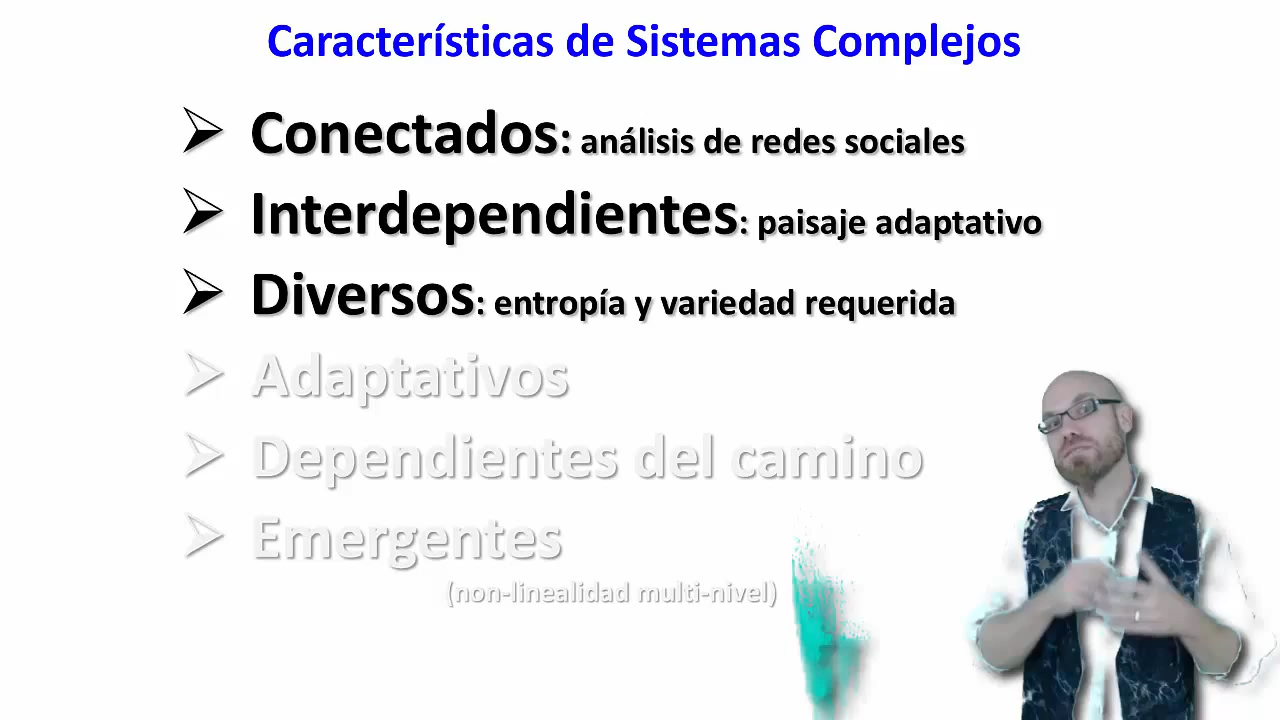 Características de Sistemas Complejos
Conectados: análisis de redes sociales
Interdependientes: paisaje adaptativo
Diversos: entropía y variedad requerida
Adaptativos
Dependientes del camino
Emergentes
(non-linealidad multi-nivel)